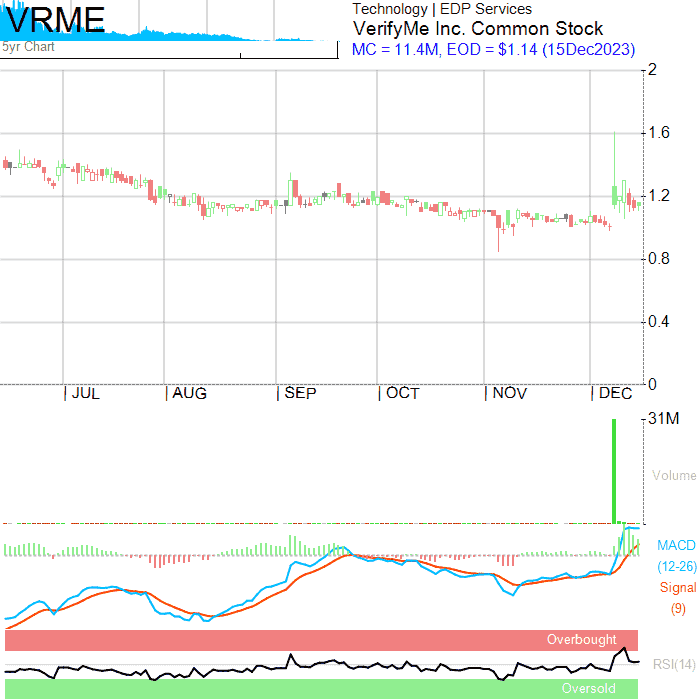 VRME
5yr Chart
Technology | EDP Services
VerifyMe Inc. Common Stock
MC = 11.4M, EOD = $1.14 (15Dec2023)
2
1.6
1.2
0.8
0.4
0
JUL AUG SEP OCT NOV DEC
31M
Volume
MACD
(12-26)
Signal
(9)
Overbought
RSI(14)
Oversold